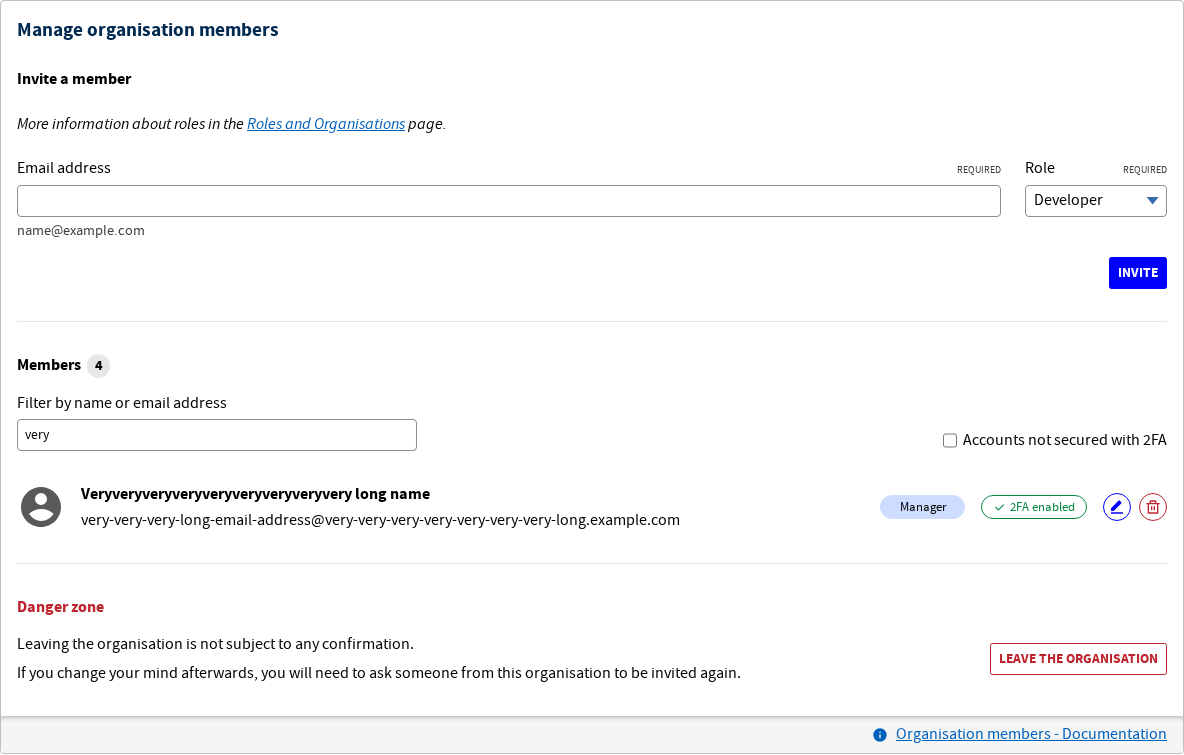 Manage organisation members
Invite a member
More information about roles in the Roles and Organisations page.
Email address REQUIRED
Role REQUIRED
Developer
name@example.com
INVITE
Members 4
Filter by name or email address
very
Accounts not secured with 2FA
Veryveryveryveryveryveryveryveryvery long name
very-very-very-long-email-address@very-very-very-very-very-very-very-long.example.com
Manager
2FA enabled
Danger zone
Leaving the organisation is not subject to any confirmation.
If you change your mind afterwards, you will need to ask someone from this organisation to be invited again.
LEAVE THE ORGANISATION
Organisation members - Documentation